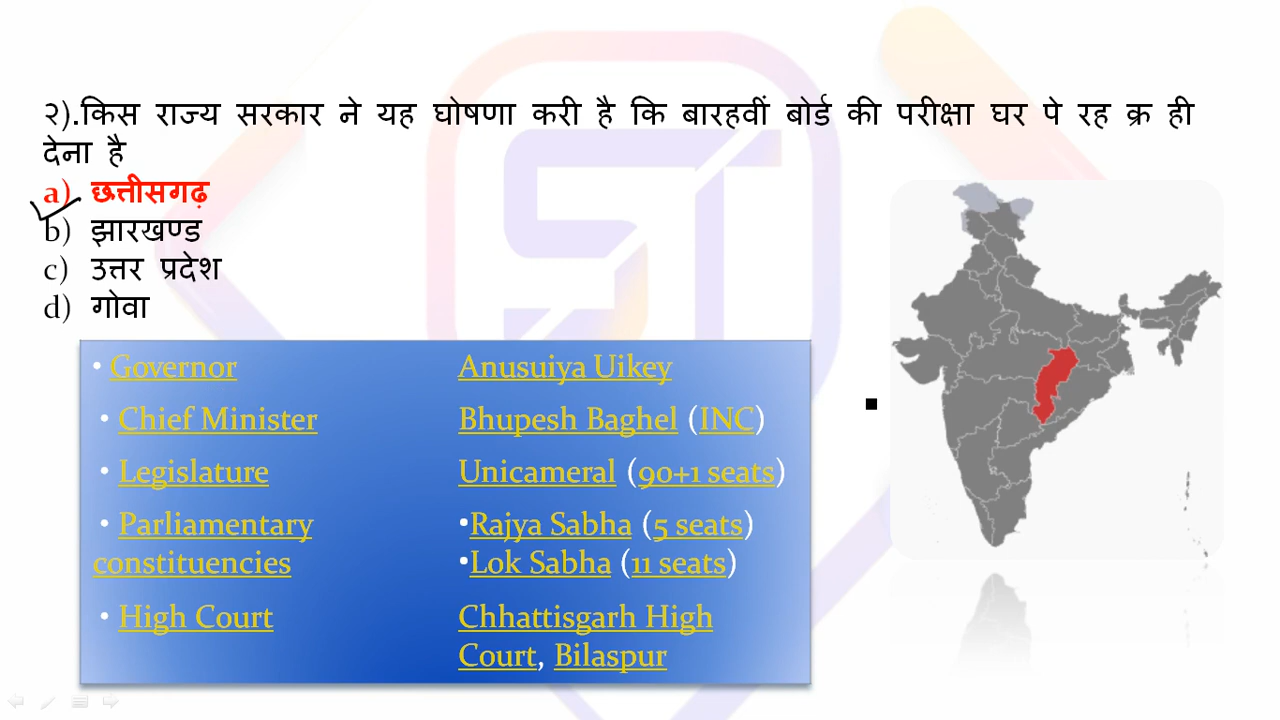 २).किस राज्य सरकार ने यह घोषणा करी है कि बारहवीं बोर्ड की परीक्षा घर पे रह क्र ही
देना है
a) छत्तीसगढ़
b) झारखण्ड
c) उत्तर प्रदेश
d) गोवा
• Governor Anusuiya Uikey
• Chief Minister Bhupesh Baghel (INC)
• Legislature Unicameral (90+1 seats)
• Parliamentary •Rajya Sabha (5 seats)
constituencies •Lok Sabha (11 seats)
• High Court Chhattisgarh High
Court, Bilaspur